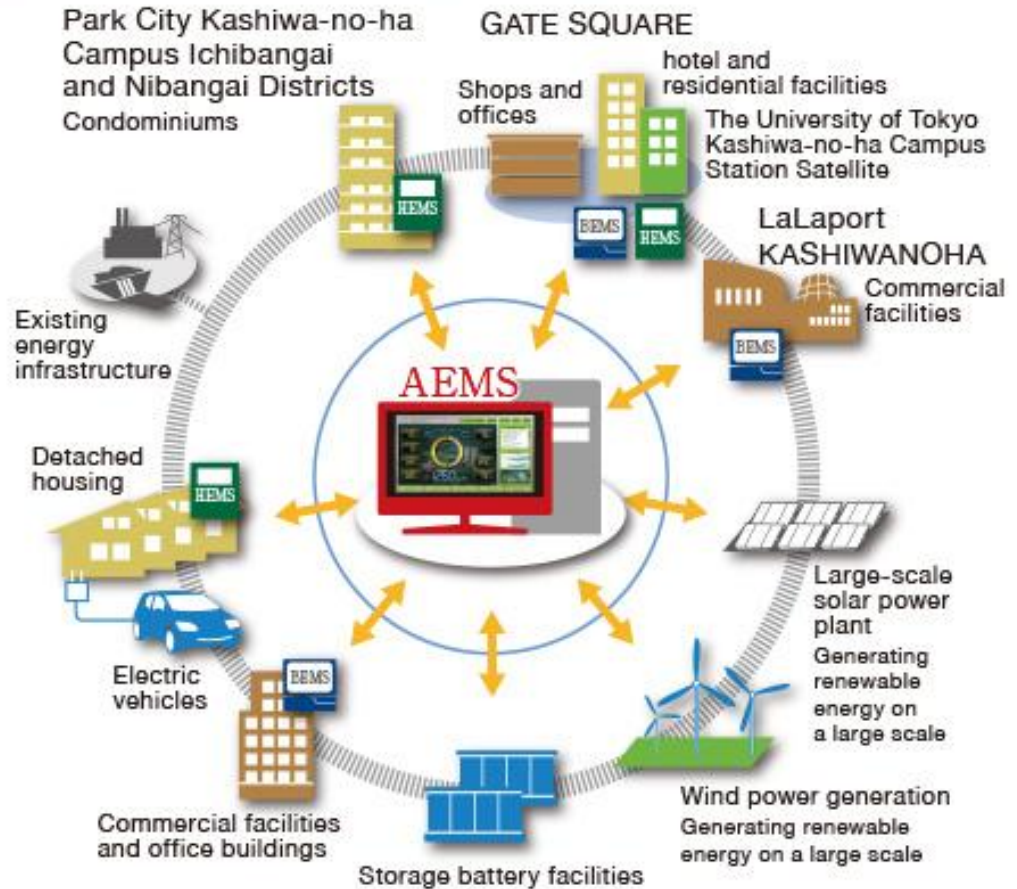 Park City Kashiwa-no-ha
Campus Ichibangai
and Nibangai Districts
Condominiums
GATE SQUARE
Shops and
offices
hotel and
residential facilities
The University of Tokyo
Kashiwa-no-ha Campus
Station Satellite
HEMS
BEMS
HEMS
LaLaport
KASHIWANOHA
Commercial
facilities
BEMS
Existing
energy
infrastructure
AEMS
Detached
housing
HEMS
Electric
vehicles
BEMS
Large-scale
solar power
plant
Generating
renewable
energy on
a large scale
Wind power generation
Generating renewable
energy on a large scale
Commercial facilities
and office buildings
Storage battery facilities